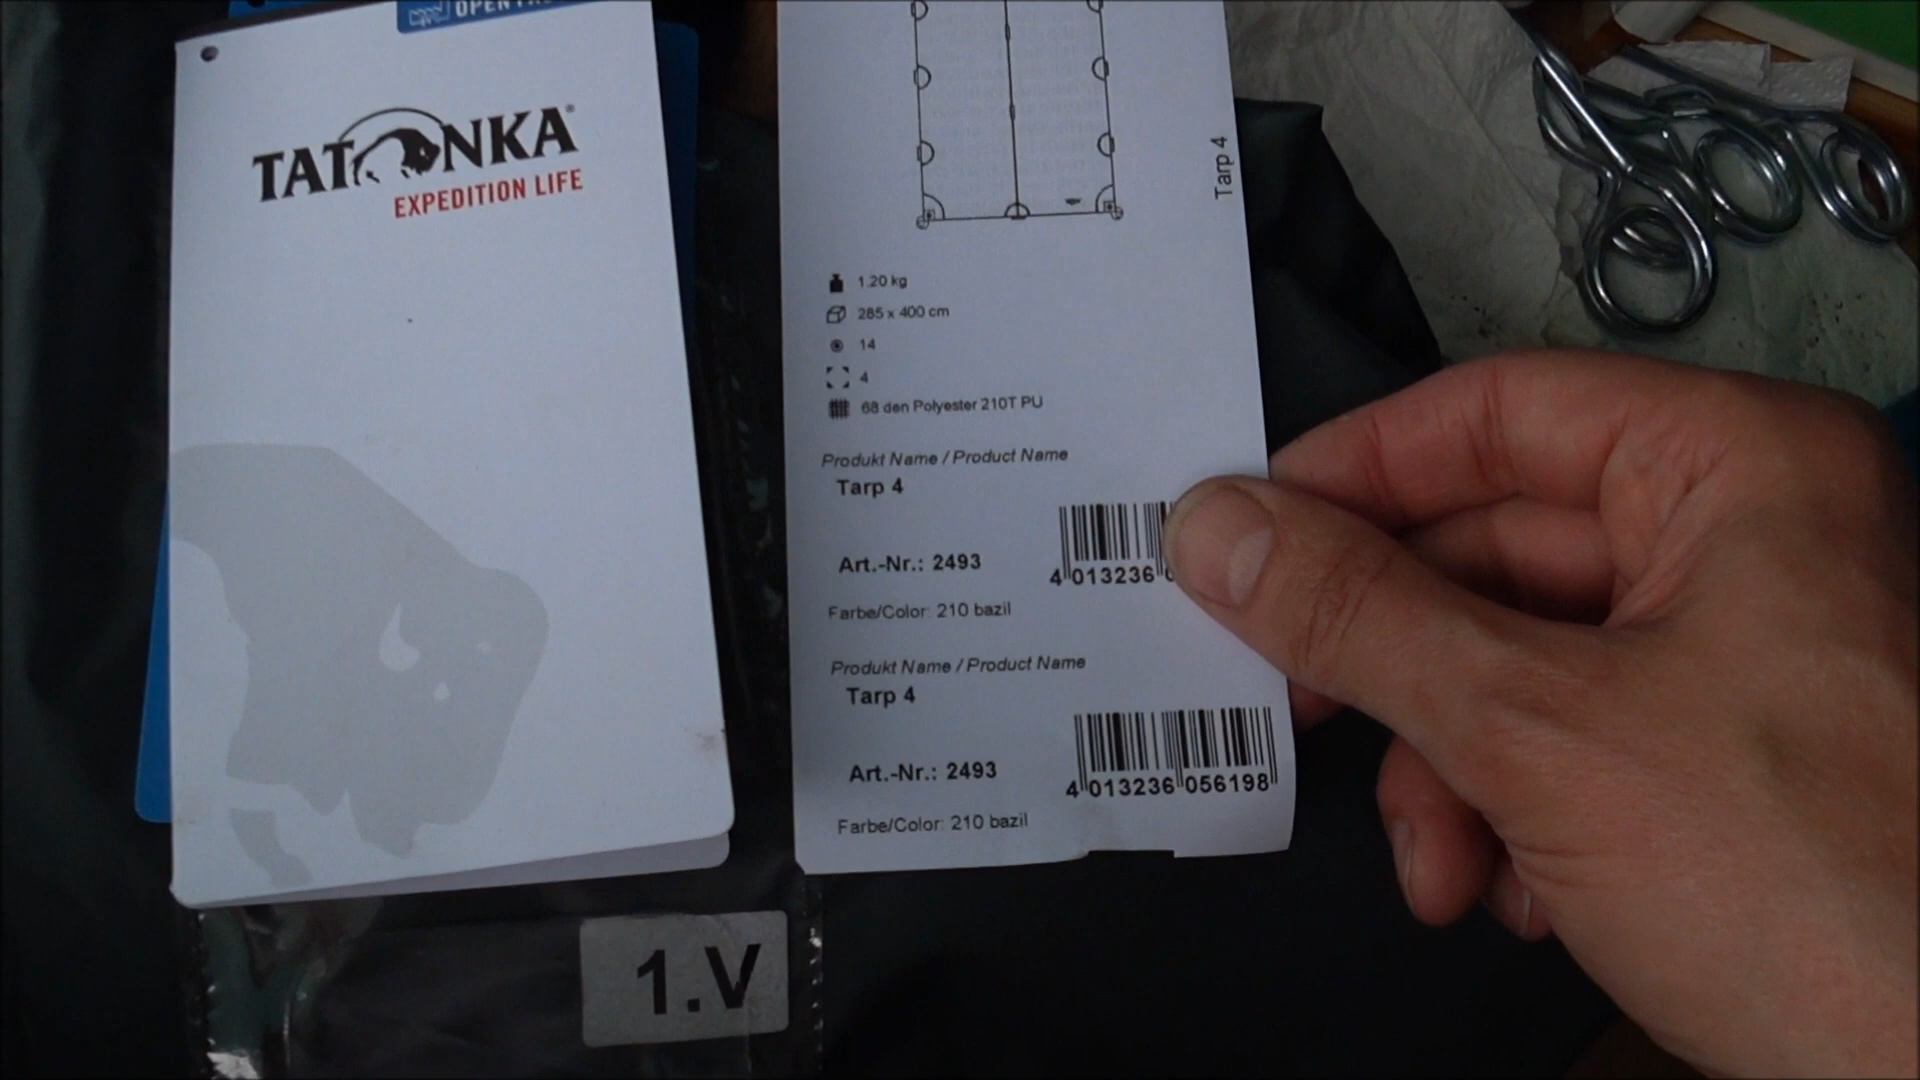 OPEN
TATONKA®
EXPEDITION LIFE
Tarp 4
1.20 kg
285 x 400 cm
14
4
68 den Polyester 210T PU
Produkt Name / Product Name
Tarp 4
Art.-Nr.: 2493
4 013236
Farbe/Color: 210 bazil
Produkt Name / Product Name
Tarp 4
Art.-Nr.: 2493
4 013236 056198
Farbe/Color: 210 bazil
1.V